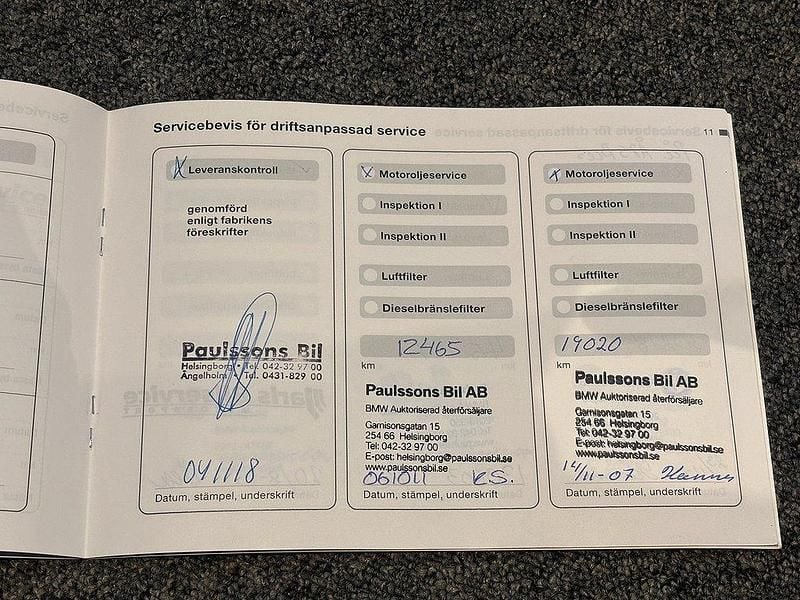 Servicebevis för driftsanpassad service
11
X Leveranskontroll
genomförd
enligt fabrikens
föreskrifter
Paulssons Bil
Helsingborg • Tel. 042-32 97 00
Ängelholm • Tel. 0431-829 00
041118
Datum, stämpel, underskrift
X Motoroljeservice
Inspektion I
Inspektion II
Luftfilter
Dieselbränslefilter
12465
km
Paulssons Bil AB
BMW Auktoriserad återförsäljare
Garnisonsgatan 15
254 66 Helsingborg
Tel: 042-32 97 00
E-post: helsingborg@paulssonsbil.se
www.paulssonsbil.se
061011 K.S.
Datum, stämpel, underskrift
X Motoroljeservice
Inspektion I
Inspektion II
Luftfilter
Dieselbränslefilter
19020
km
Paulssons Bil AB
BMW Auktoriserad återförsäljare
Garnisonsgatan 15
254 66 Helsingborg
Tel: 042-32 97 00
E-post: helsingborg@paulssonsbil.se
www.paulssonsbil.se
14/11-07
Datum, stämpel, underskrift